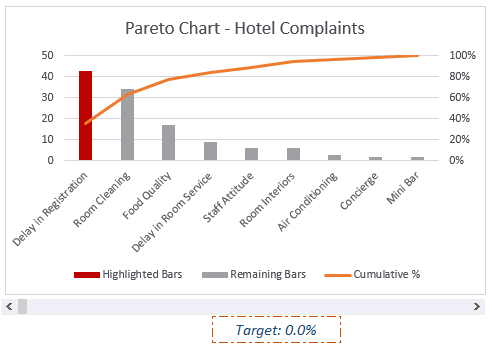 Pareto Chart - Hotel Complaints
50 100%
40 80%
30 60%
20 40%
10 20%
0 0%
Delay in Registration
Room Cleaning
Food Quality
Delay in Room Service
Staff Attitude
Room Interiors
Air Conditioning
Concierge
Mini Bar
Highlighted Bars Remaining Bars Cumulative %
Target: 0.0%